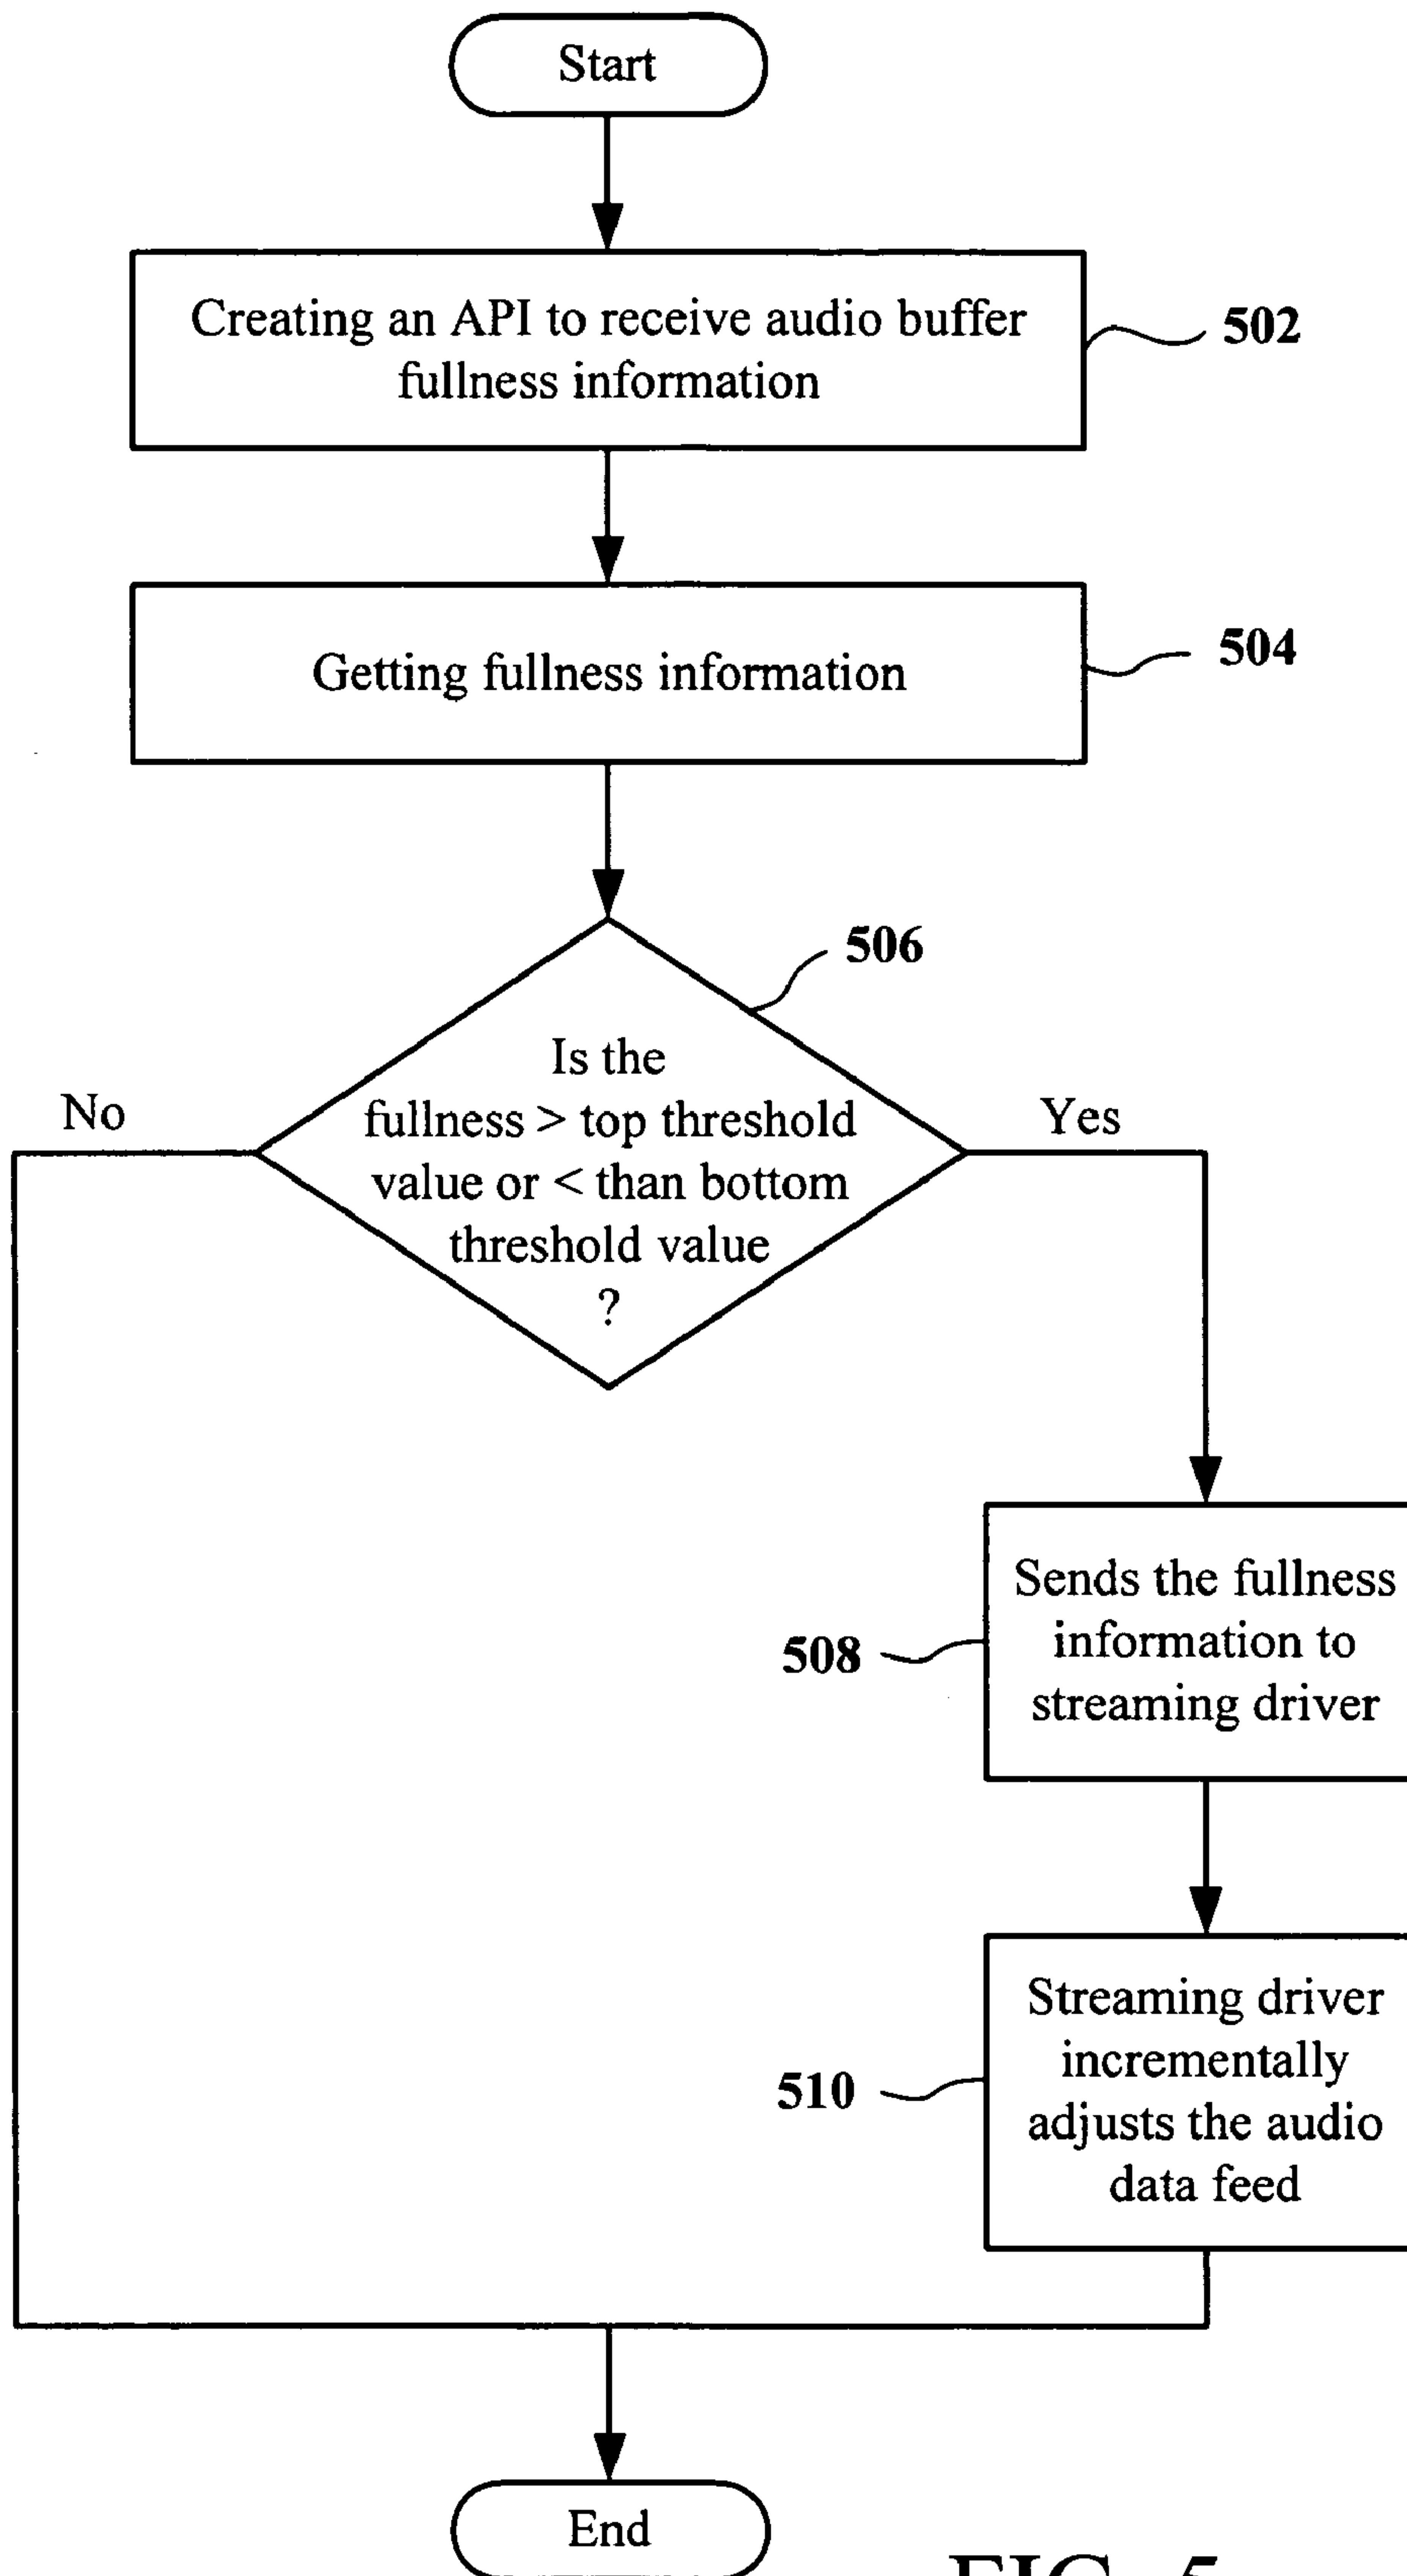 Start
Creating an API to receive audio buffer
fullness information
502
Getting fullness information
504
506
Is the
fullness > top threshold
value or < than bottom
threshold value
?
No
Yes
Sends the fullness
information to
streaming driver
508
Streaming driver
incrementally
adjusts the audio
data feed
510
End
FIG. 5